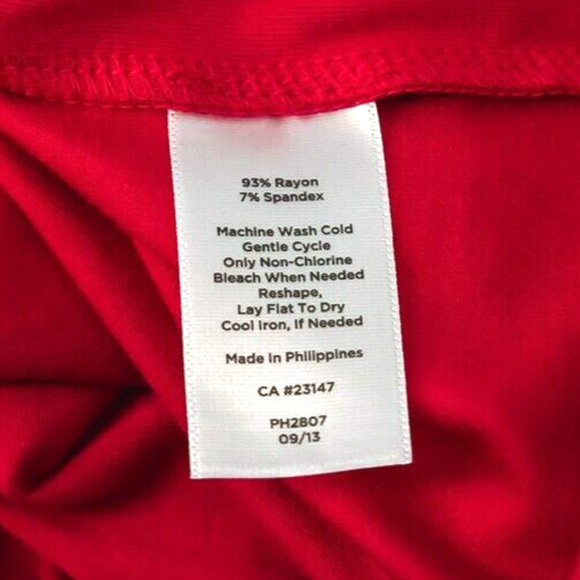 93% Rayon
7% Spandex
Machine Wash Cold
Gentle Cycle
Only Non-Chlorine
Bleach When Needed
Reshape,
Lay Flat To Dry
Cool Iron, If Needed
Made In Philippines
CA #23147
PH2807
09/13